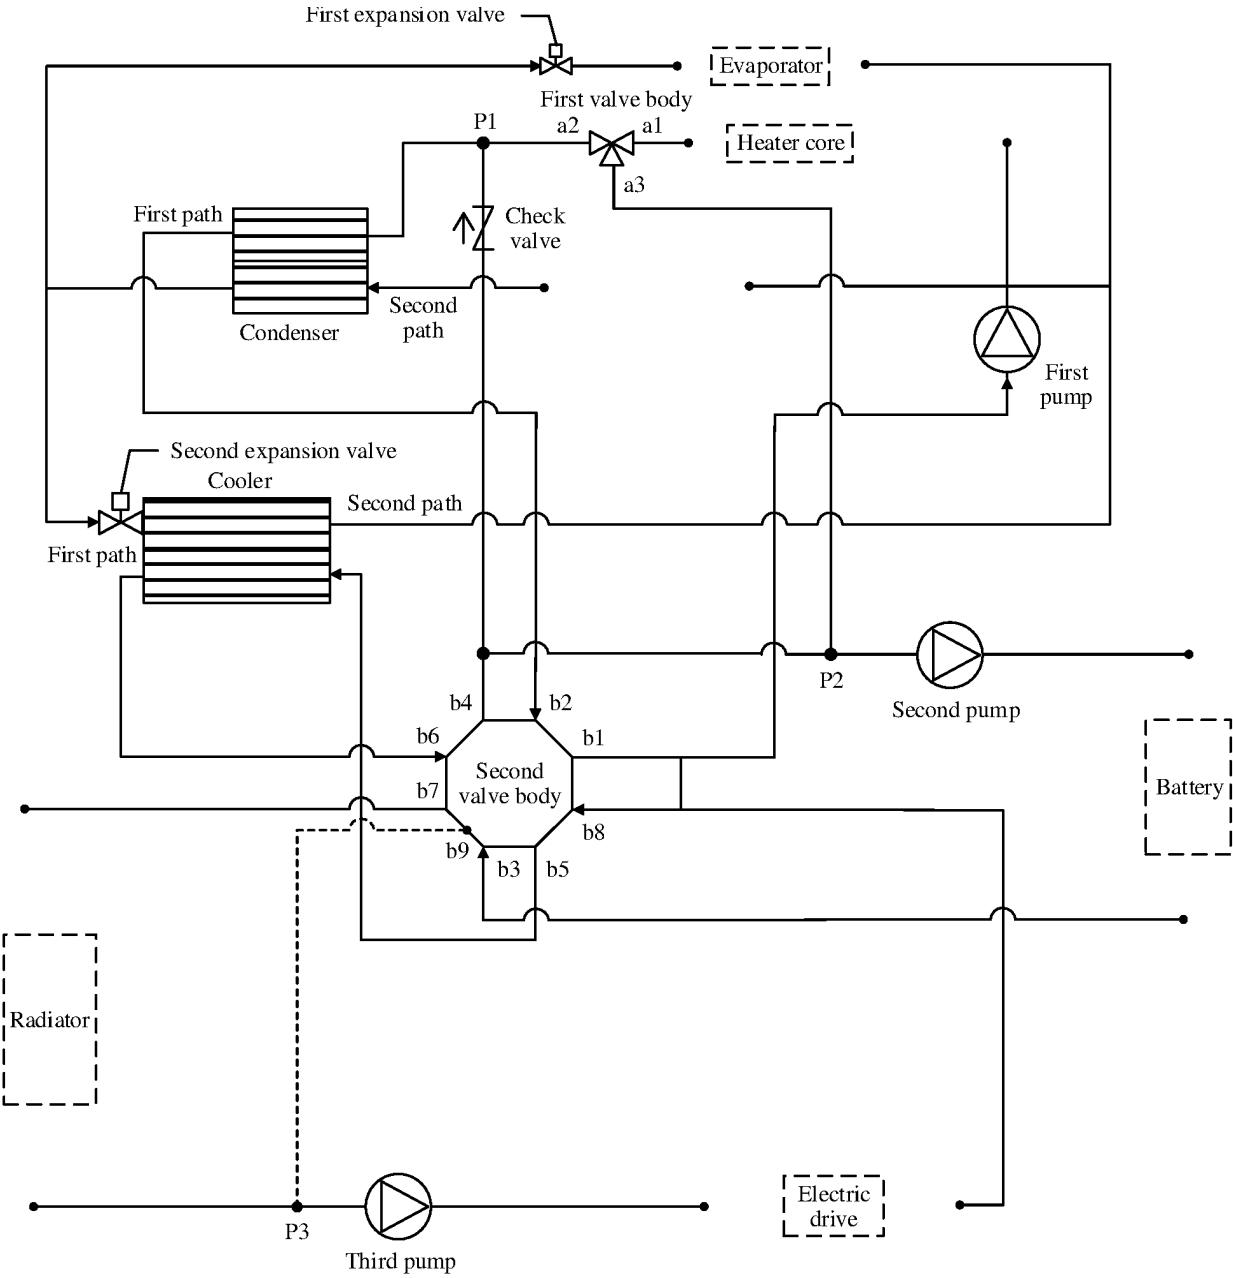 First expansion valve
Evaporator
First valve body
P1
a2
a1
Heater core
a3
First path
Check
valve
Second
path
Condenser
First
pump
Second expansion valve
Cooler
Second path
First path
P2
Second pump
b4
b2
b6
b1
Second
valve body
b7
b8
b9
b3
b5
Battery
Radiator
Electric
drive
P3
Third pump